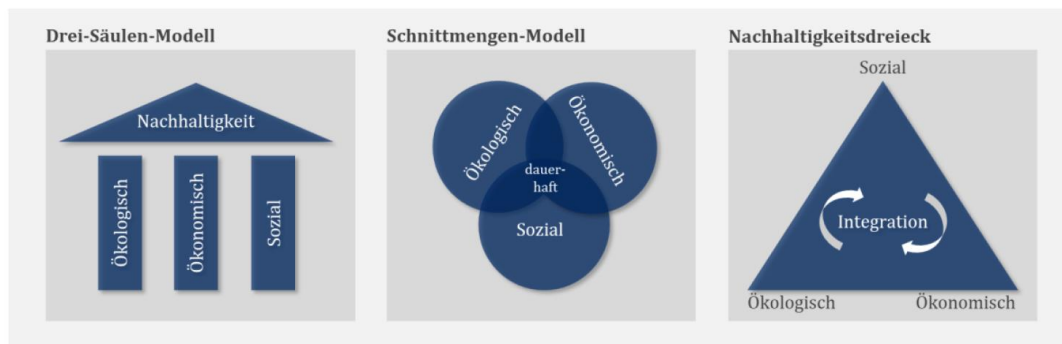 Drei-Säulen-Modell
Nachhaltigkeit
Ökologisch
Ökonomisch
Sozial
Schnittmengen-Modell
Ökologisch
Ökonomisch
dauer-
haft
Sozial
Nachhaltigkeitsdreieck
Sozial
Integration
Ökologisch
Ökonomisch